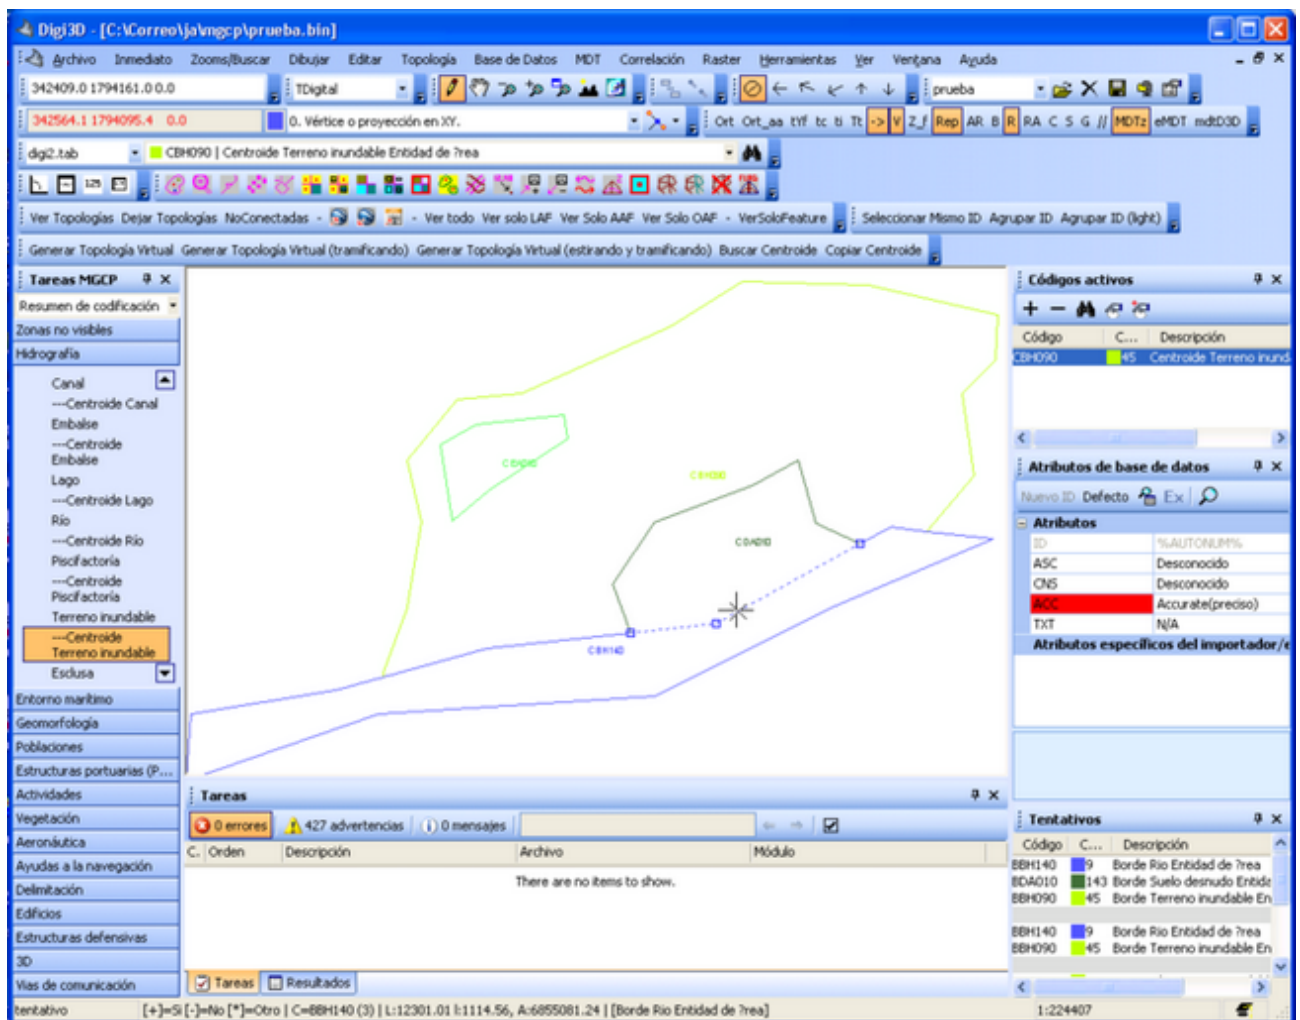 Digi3D - [C:\Correo\ja\mgcp\prueba.bin]
Archivo Inmediato Zooms/Buscar Dibujar Editar Topología Base de Datos MDT Correlación Raster Herramientas Ver Ventana Ayuda
342409.0 1794161.0 0.0 TDigital prueba
342564.1 1794095.4 0.0 0. Vértice o proyección en XY. Ort Ort_aa tYf tc ti Tt -> V Z_f Rep AR B R RA C S G // MDTz eMDT mdtD3D
digi2.tab CBH090 | Centroide Terreno inundable Entidad de ?rea
Ver Topologías Dejar Topologías NoConectadas - - Ver todo Ver solo LAF Ver Solo AAF Ver Solo OAF - VerSoloFeature Seleccionar Mismo ID Agrupar ID Agrupar ID (light)
Generar Topología Virtual Generar Topología Virtual (tramificando) Generar Topología Virtual (estirando y tramificando) Buscar Centroide Copiar Centroide
Tareas MGCP
Resumen de codificación
Zonas no visibles
Hidrografía
Canal
---Centroide Canal
Embalse
---Centroide
Embalse
Lago
---Centroide Lago
Río
---Centroide Río
Piscifactoría
---Centroide
Piscifactoría
Terreno inundable
---Centroide
Terreno inundable
Esclusa
Entorno marítimo
Geomorfología
Poblaciones
Estructuras portuarias (P...
Actividades
Vegetación
Aeronáutica
Ayudas a la navegación
Delimitación
Edificios
Estructuras defensivas
3D
Vias de comunicación
CBH090
CDA010
CBH140
Tareas
0 errores 427 advertencias 0 mensajes
C. Orden Descripción Archivo Módulo
There are no items to show.
Tareas Resultados
Códigos activos
Código C... Descripción
CBH090 45 Centroide Terreno inund
Atributos de base de datos
Nuevo ID Defecto Ex
Atributos
ID %AUTONUM%
ASC Desconocido
CNS Desconocido
ACC Accurate(preciso)
TXT N/A
Atributos específicos del importador/e
Tentativos
Código C... Descripción
BBH140 9 Borde Rio Entidad de ?rea
BDA010 143 Borde Suelo desnudo Entida
BBH090 45 Borde Terreno inundable En
BBH140 9 Borde Rio Entidad de ?rea
BBH090 45 Borde Terreno inundable En
tentativo [+]=Si [-]=No [*]=Otro | C=BBH140 (3) | L:12301.01 l:1114.56, A:6855081.24 | [Borde Rio Entidad de ?rea] 1:224407